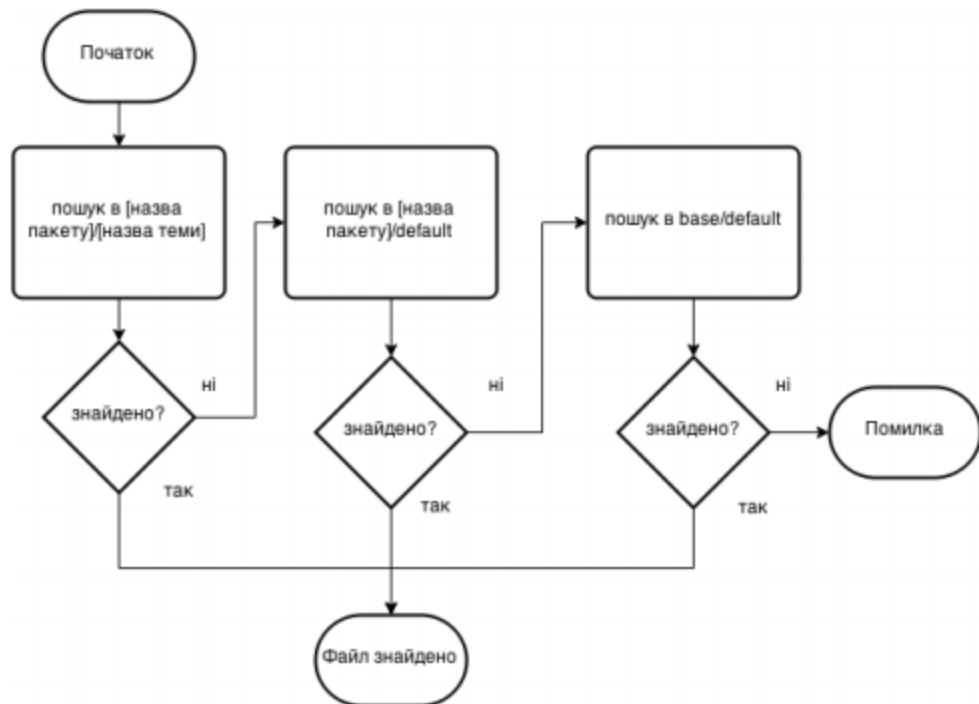 Початок
пошук в [назва
пакету]/[назва теми]
пошук в [назва
пакету]/default
пошук в base/default
знайдено?
ні
так
знайдено?
ні
так
знайдено?
ні
так
Помилка
Файл знайдено